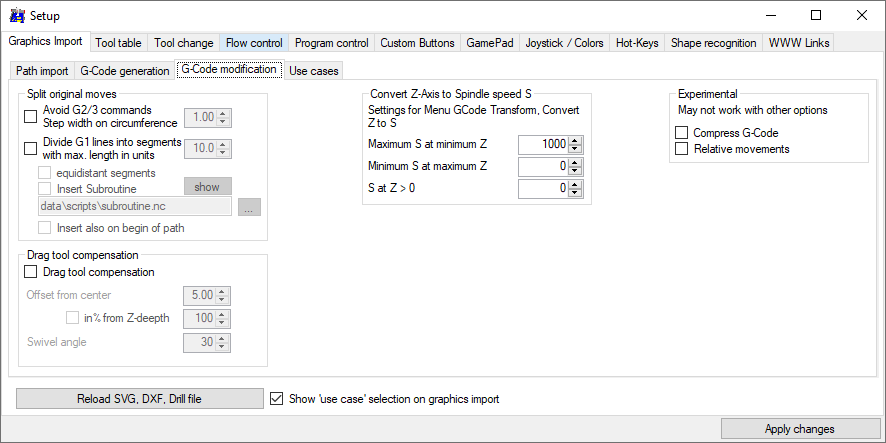 Setup
Graphics Import
Tool table
Tool change
Flow control
Program control
Custom Buttons
GamePad
Joystick / Colors
Hot-Keys
Shape recognition
WWW Links
Path import
G-Code generation
G-Code modification
Use cases
Split original moves
Avoid G2/3 commands
Step width on circumference
1.00
Divide G1 lines into segments
with max. length in units
10.0
equidistant segments
Insert Subroutine
show
data\scripts\subroutine.nc
...
Insert also on begin of path
Drag tool compensation
Drag tool compensation
Offset from center
5.00
in% from Z-deepth
100
Swivel angle
30
Convert Z-Axis to Spindle speed S
Settings for Menu GCode Transform, Convert
Z to S
Maximum S at minimum Z
1000
Minimum S at maximum Z
0
S at Z > 0
0
Experimental
May not work with other options
Compress G-Code
Relative movements
Reload SVG, DXF, Drill file
Show 'use case' selection on graphics import
Apply changes